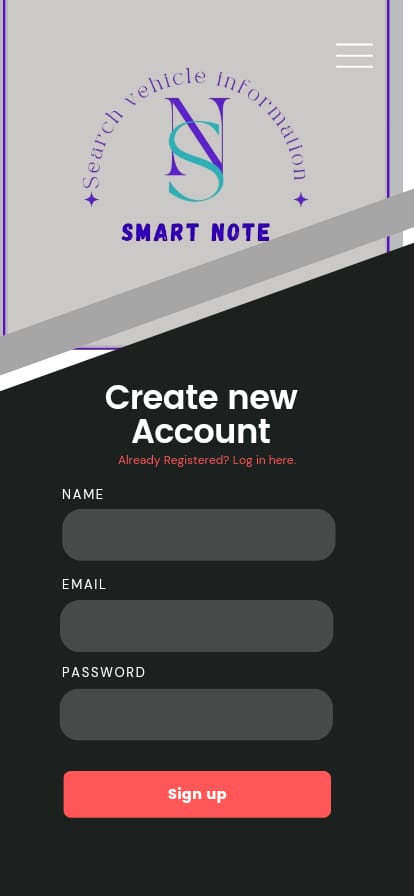 Search vehicle information
NS
SMART NOTE
Create new
Account
Already Registered? Log in here.
NAME
EMAIL
PASSWORD
Sign up